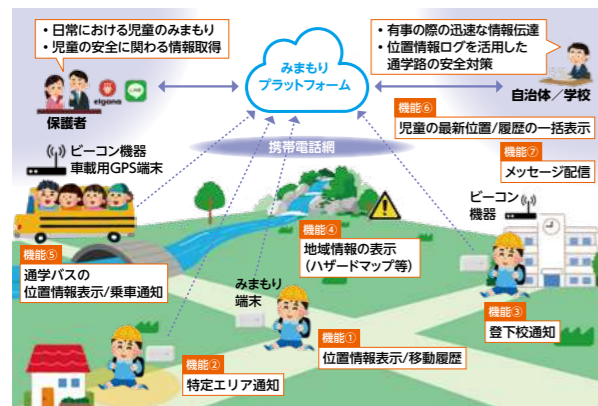 ・日常における児童のみまもり
・児童の安全に関わる情報取得
elgana
LINE
保護者
みまもり
プラットフォーム
・有事の際の迅速な情報伝達
・位置情報ログを活用した
通学路の安全対策
自治体／学校
機能⑥
児童の最新位置/履歴の一括表示
機能⑦
メッセージ配信
携帯電話網
ビーコン機器
車載用GPS端末
ビーコン
機器
機能④
地域情報の表示
(ハザードマップ等)
機能⑤
通学バスの
位置情報表示/乗車通知
みまもり
端末
機能③
登下校通知
機能①
位置情報表示/移動履歴
機能②
特定エリア通知